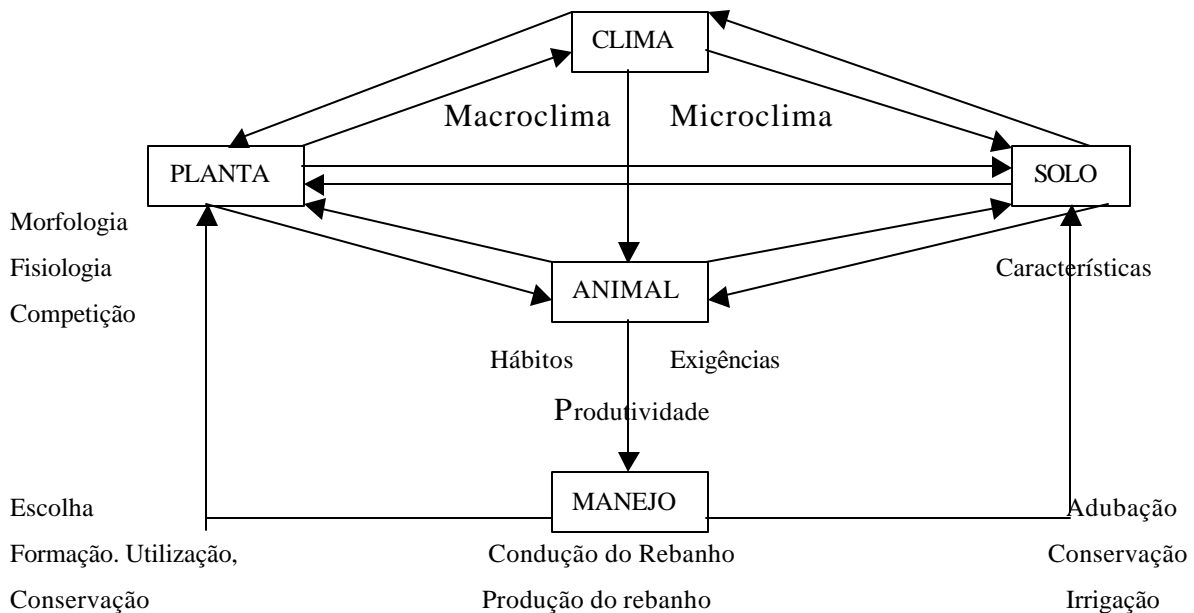 CLIMA
Macroclima Microclima
PLANTA SOLO
Morfologia
Fisiologia Características
ANIMAL
Competição
Hábitos Exigências
Produtividade
MANEJO
Escolha Adubação
Formação. Utilização, Condução do Rebanho Conservação
Conservação Produção do rebanho Irrigação